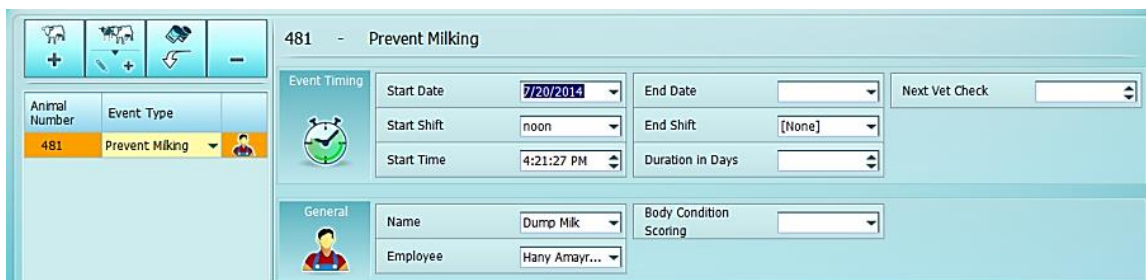 481 - Prevent Milking
Animal Number
Event Type
481
Prevent Milking
Event Timing
Start Date
7/20/2014
End Date
Next Vet Check
Start Shift
noon
End Shift
[None]
Start Time
4:21:27 PM
Duration in Days
General
Name
Dump Milk
Body Condition
Scoring
Employee
Hany Amayr...